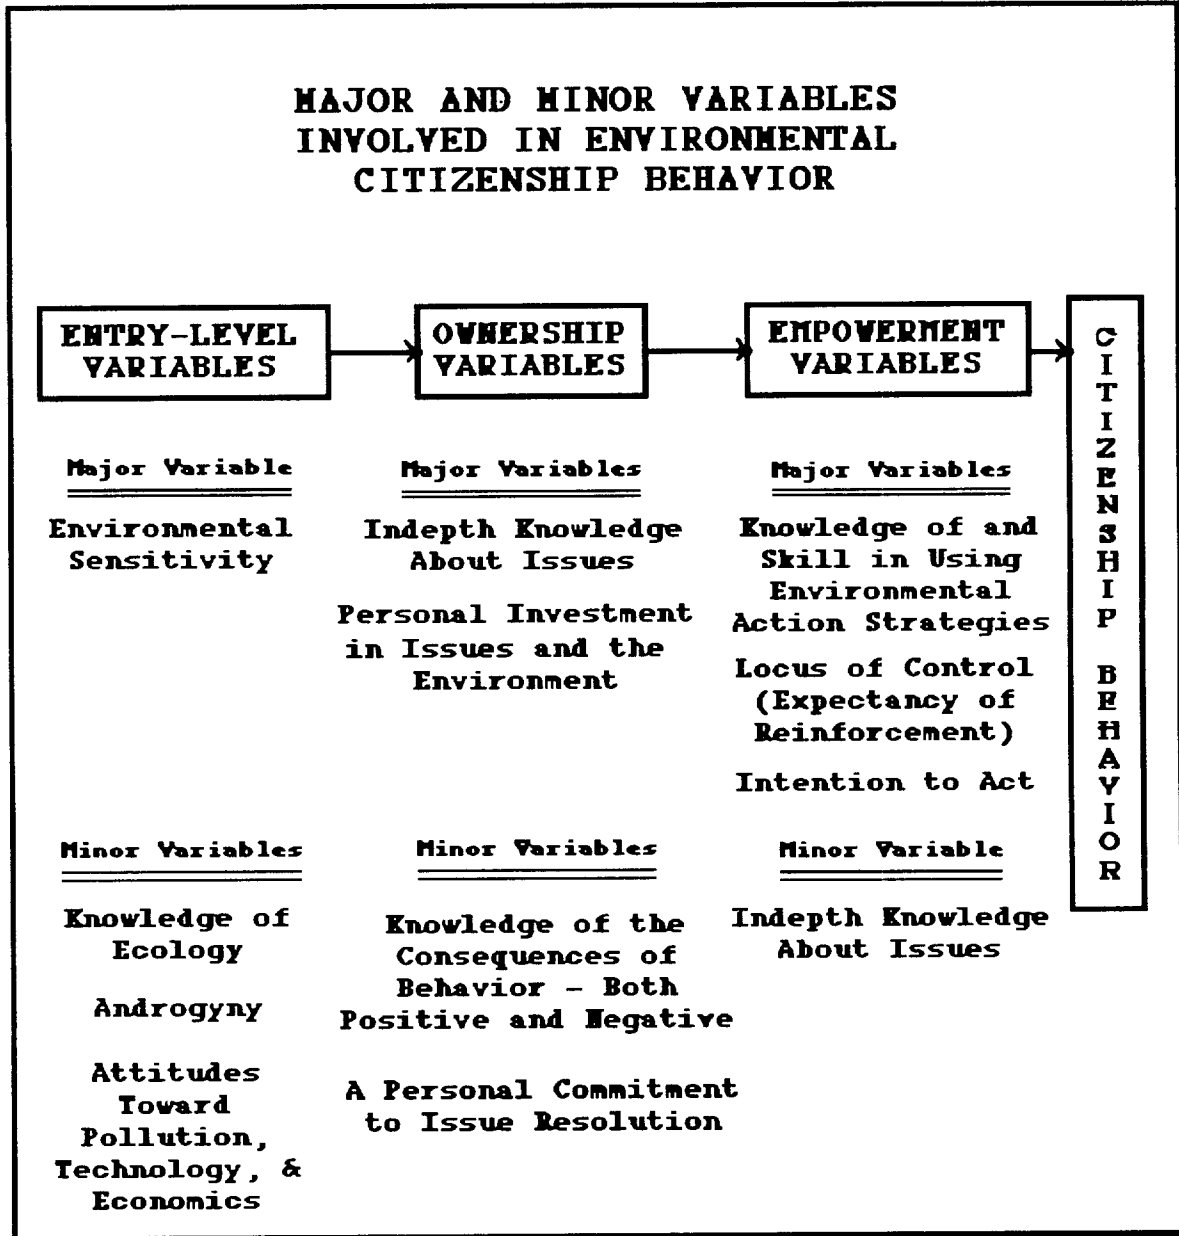 MAJOR AND MINOR VARIABLES
INVOLVED IN ENVIRONMENTAL
CITIZENSHIP BEHAVIOR
ENTRY-LEVEL
VARIABLES
OWNERSHIP
VARIABLES
EMPOWERMENT
VARIABLES
CITIZENSHIP BEHAVIOR
Major Variable
Environmental
Sensitivity
Major Variables
Indepth Knowledge
About Issues
Personal Investment
in Issues and the
Environment
Major Variables
Knowledge of and
Skill in Using
Environmental
Action Strategies
Locus of Control
(Expectancy of
Reinforcement)
Intention to Act
Minor Variables
Knowledge of
Ecology
Androgyny
Attitudes
Toward
Pollution,
Technology, &
Economics
Minor Variables
Knowledge of the
Consequences of
Behavior - Both
Positive and Negative
A Personal Commitment
to Issue Resolution
Minor Variable
Indepth Knowledge
About Issues